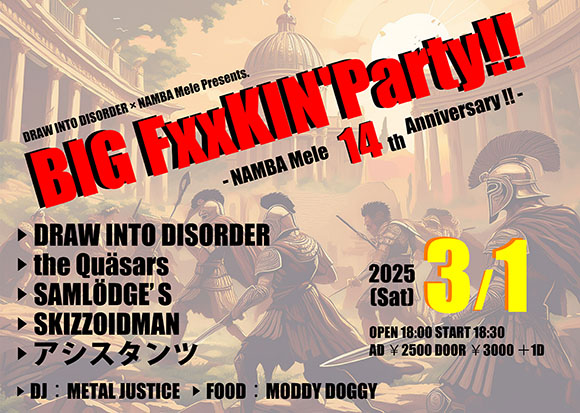 DRAW INTO DISORDER × NAMBA Mele Presents.
BIG FxxKIN'Party!!
- NAMBA Mele 14th Anniversary !! -
▶ DRAW INTO DISORDER
▶ the Quäsars
▶ SAMLÖDGE'S
▶ SKIZZOIDMAN
▶ アシスタンツ
2025
(Sat) 3/1
OPEN 18:00 START 18:30
AD ￥2500 DOOR ￥3000 ＋1D
▶ DJ：METAL JUSTICE ▶ FOOD：MODDY DOGGY